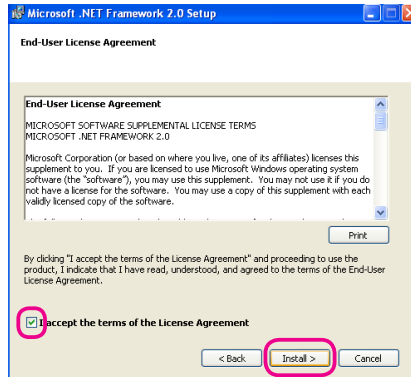 Microsoft .NET Framework 2.0 Setup
End-User License Agreement
End-User License Agreement
MICROSOFT SOFTWARE SUPPLEMENTAL LICENSE TERMS
MICROSOFT .NET FRAMEWORK 2.0
Microsoft Corporation (or based on where you live, one of its affiliates) licenses this
supplement to you. If you are licensed to use Microsoft Windows operating system
software (the "software"), you may use this supplement. You may not use it if you do
not have a license for the software. You may use a copy of this supplement with each
validly licensed copy of the software.
Print
By clicking "I accept the terms of the License Agreement" and proceeding to use the
product, I indicate that I have read, understood, and agreed to the terms of the End-User
License Agreement.
I accept the terms of the License Agreement
< Back
Install >
Cancel